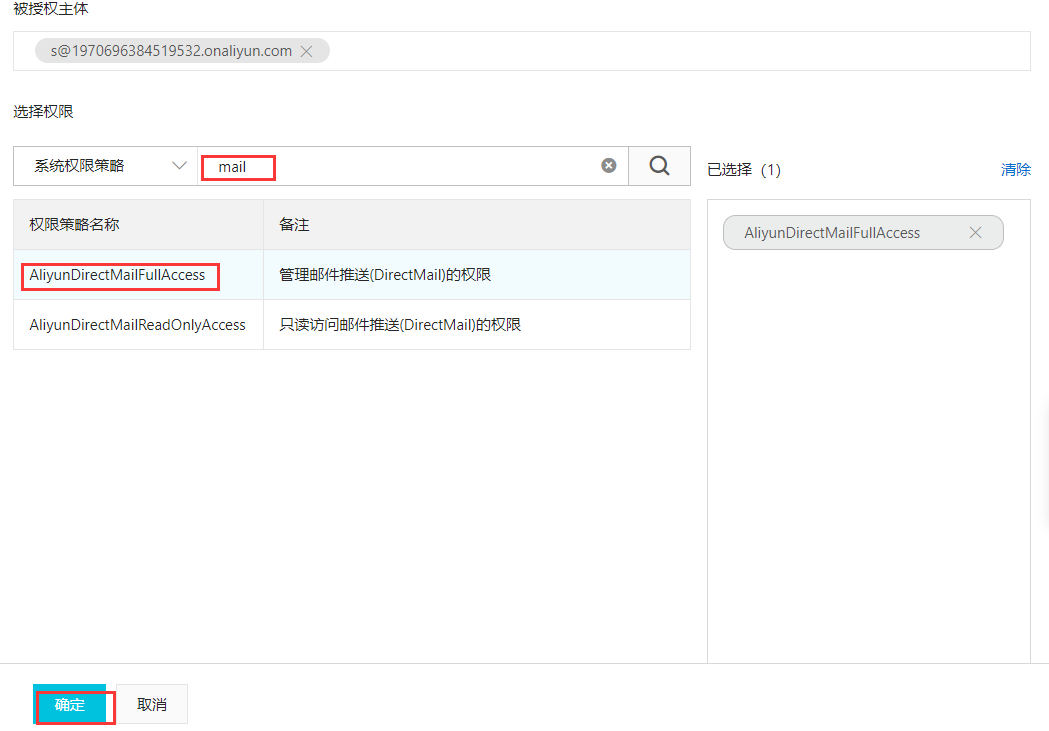 被授权主体
s@1970696384519532.onaliyun.com
选择权限
系统权限策略 mail
已选择（1） 清除
权限策略名称 备注
AliyunDirectMailFullAccess 管理邮件推送(DirectMail)的权限
AliyunDirectMailReadOnlyAccess 只读访问邮件推送(DirectMail)的权限
AliyunDirectMailFullAccess
确定 取消